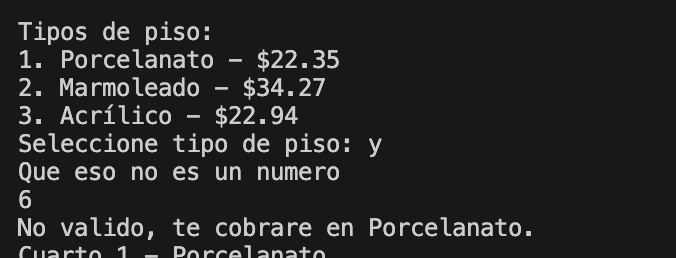 Tipos de piso:
1. Porcelanato – $22.35
2. Marmoleado – $34.27
3. Acrílico – $22.94
Seleccione tipo de piso: y
Que eso no es un numero
6
No valido, te cobrare en Porcelanato.
Cuarto 1 – Porcelanato